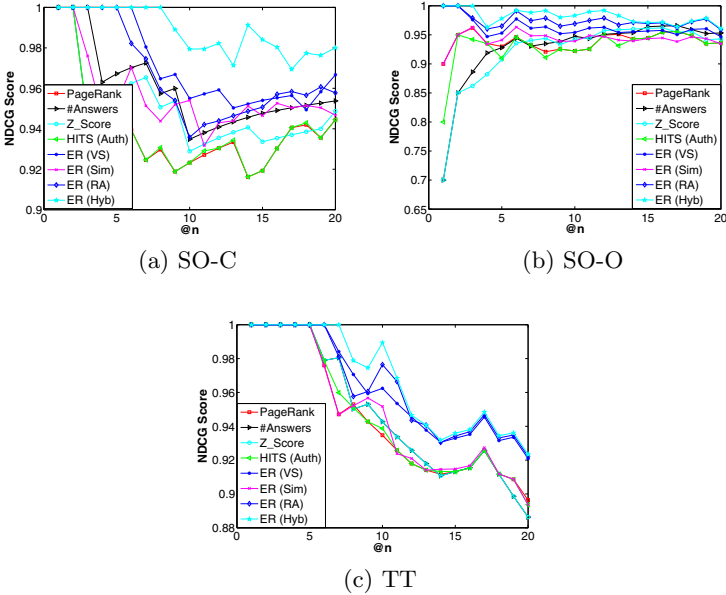 NDCG Score
1
0.98
0.96
0.94
0.92
0.9
0
5
10
15
20
@n
PageRank
#Answers
Z_Score
HITS (Auth)
ER (VS)
ER (Sim)
ER (RA)
ER (Hyb)
(a) SO-C
NDCG Score
1
0.95
0.9
0.85
0.8
0.75
0.7
0.65
0
5
10
15
20
@n
PageRank
#Answers
Z_Score
HITS (Auth)
ER (VS)
ER (Sim)
ER (RA)
ER (Hyb)
(b) SO-O
NDCG Score
1
0.98
0.96
0.94
0.92
0.9
0.88
0
5
10
15
20
@n
PageRank
#Answers
Z_Score
HITS (Auth)
ER (VS)
ER (Sim)
ER (RA)
ER (Hyb)
(c) TT